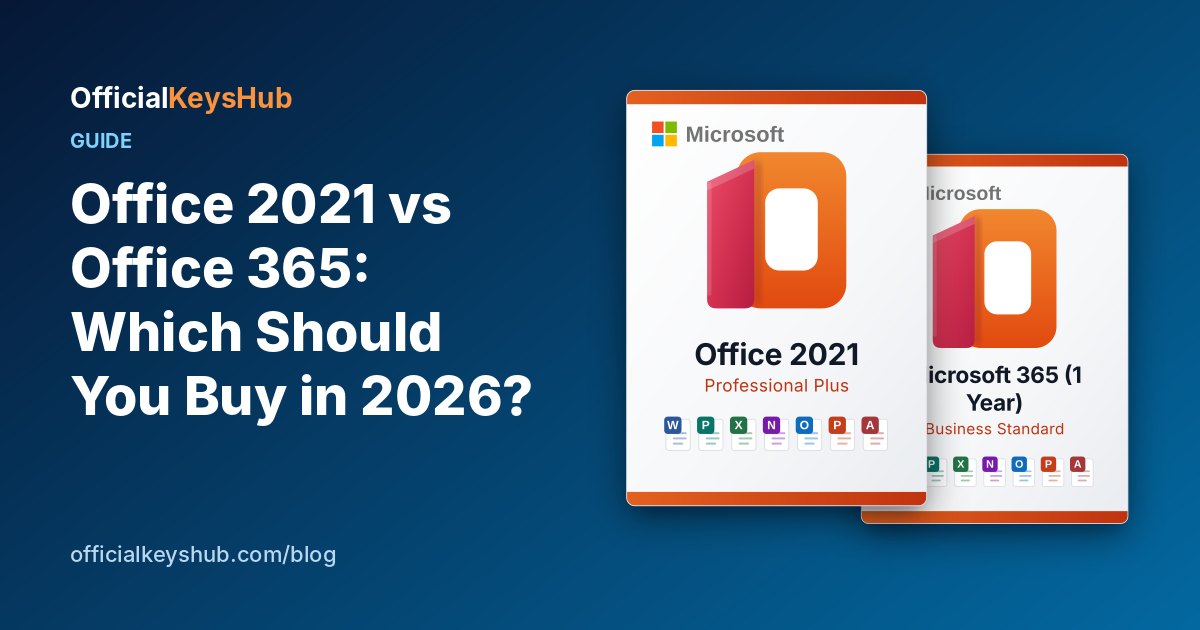 OfficialKeysHub
GUIDE
Office 2021 vs
Office 365:
Which Should
You Buy in 2026?
officialkeyshub.com/blog
Microsoft
Office 2021
Professional Plus
W P X N O P A
icrosoft
icrosoft 365 (1
Year)
Business Standard
P X N O P A